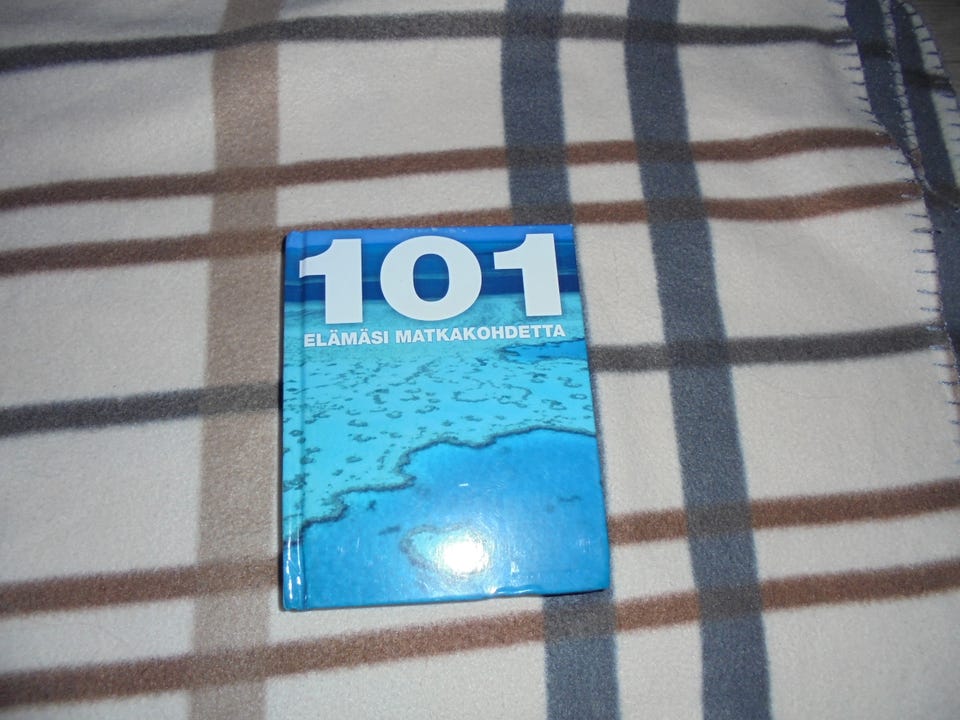 101
ELÄMÄSI MATKAKOHDETTA